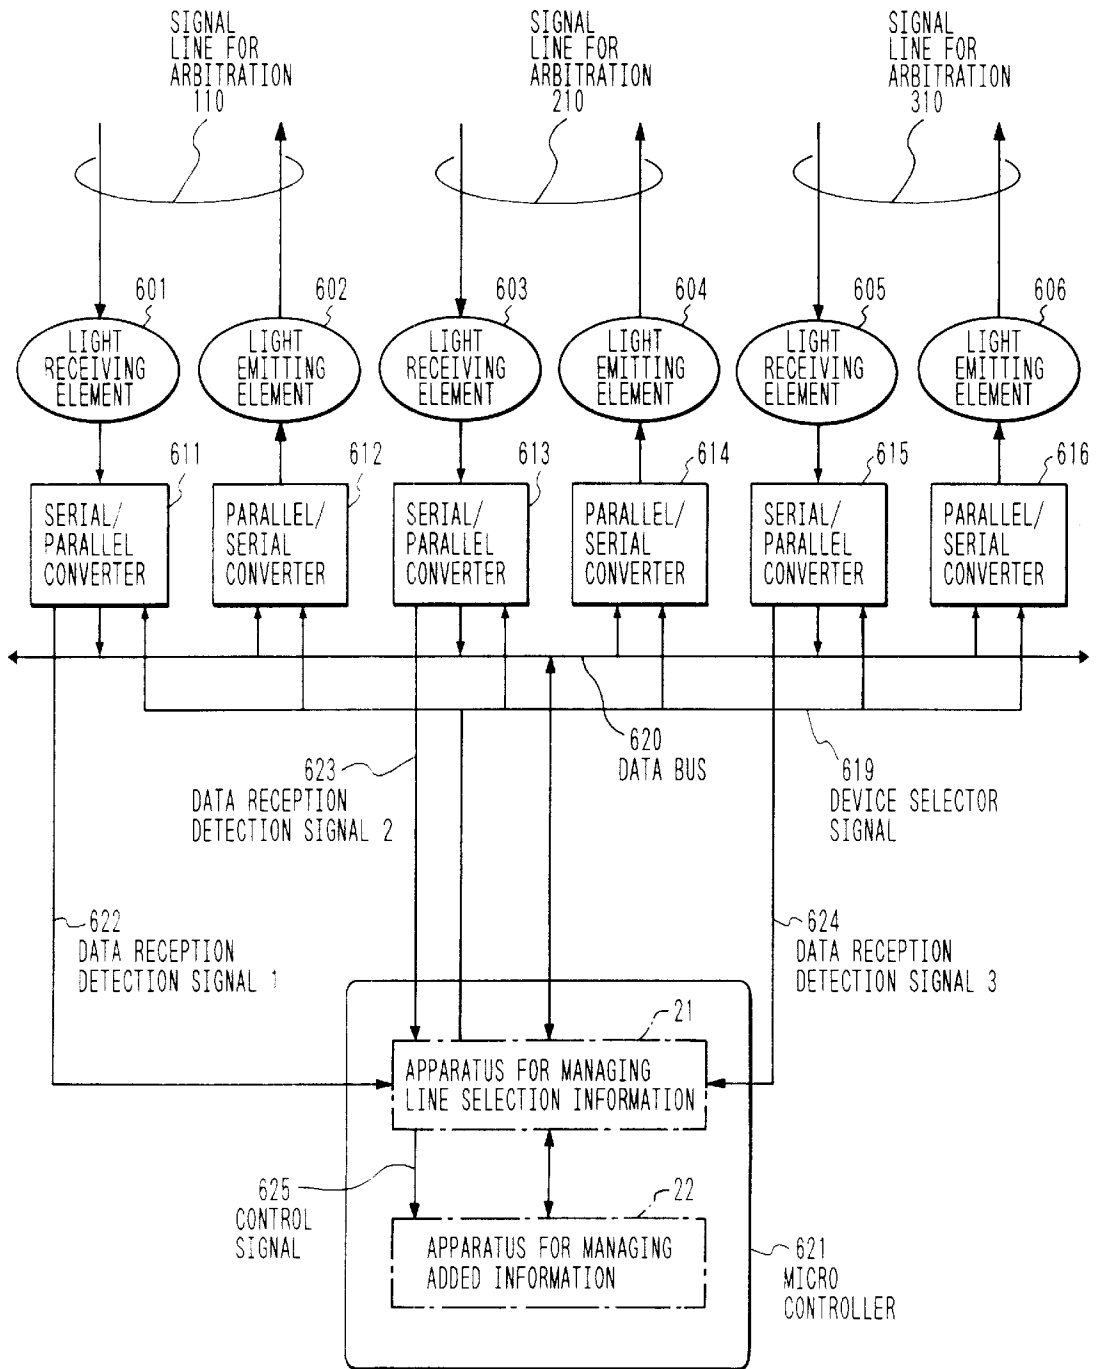 SIGNAL
LINE FOR
ARBITRATION
110
SIGNAL
LINE FOR
ARBITRATION
210
SIGNAL
LINE FOR
ARBITRATION
310
601
602
603
604
605
606
LIGHT
RECEIVING
ELEMENT
LIGHT
EMITTING
ELEMENT
LIGHT
RECEIVING
ELEMENT
LIGHT
EMITTING
ELEMENT
LIGHT
RECEIVING
ELEMENT
LIGHT
EMITTING
ELEMENT
611
612
613
614
615
616
SERIAL/
PARALLEL
CONVERTER
PARALLEL/
SERIAL
CONVERTER
SERIAL/
PARALLEL
CONVERTER
PARALLEL/
SERIAL
CONVERTER
SERIAL/
PARALLEL
CONVERTER
PARALLEL/
SERIAL
CONVERTER
620
DATA BUS
623
DATA RECEPTION
DETECTION SIGNAL 2
619
DEVICE SELECTOR
SIGNAL
622
DATA RECEPTION
DETECTION SIGNAL 1
624
DATA RECEPTION
DETECTION SIGNAL 3
21
APPARATUS FOR MANAGING
LINE SELECTION INFORMATION
625
CONTROL
SIGNAL
22
APPARATUS FOR MANAGING
ADDED INFORMATION
621
MICRO
CONTROLLER